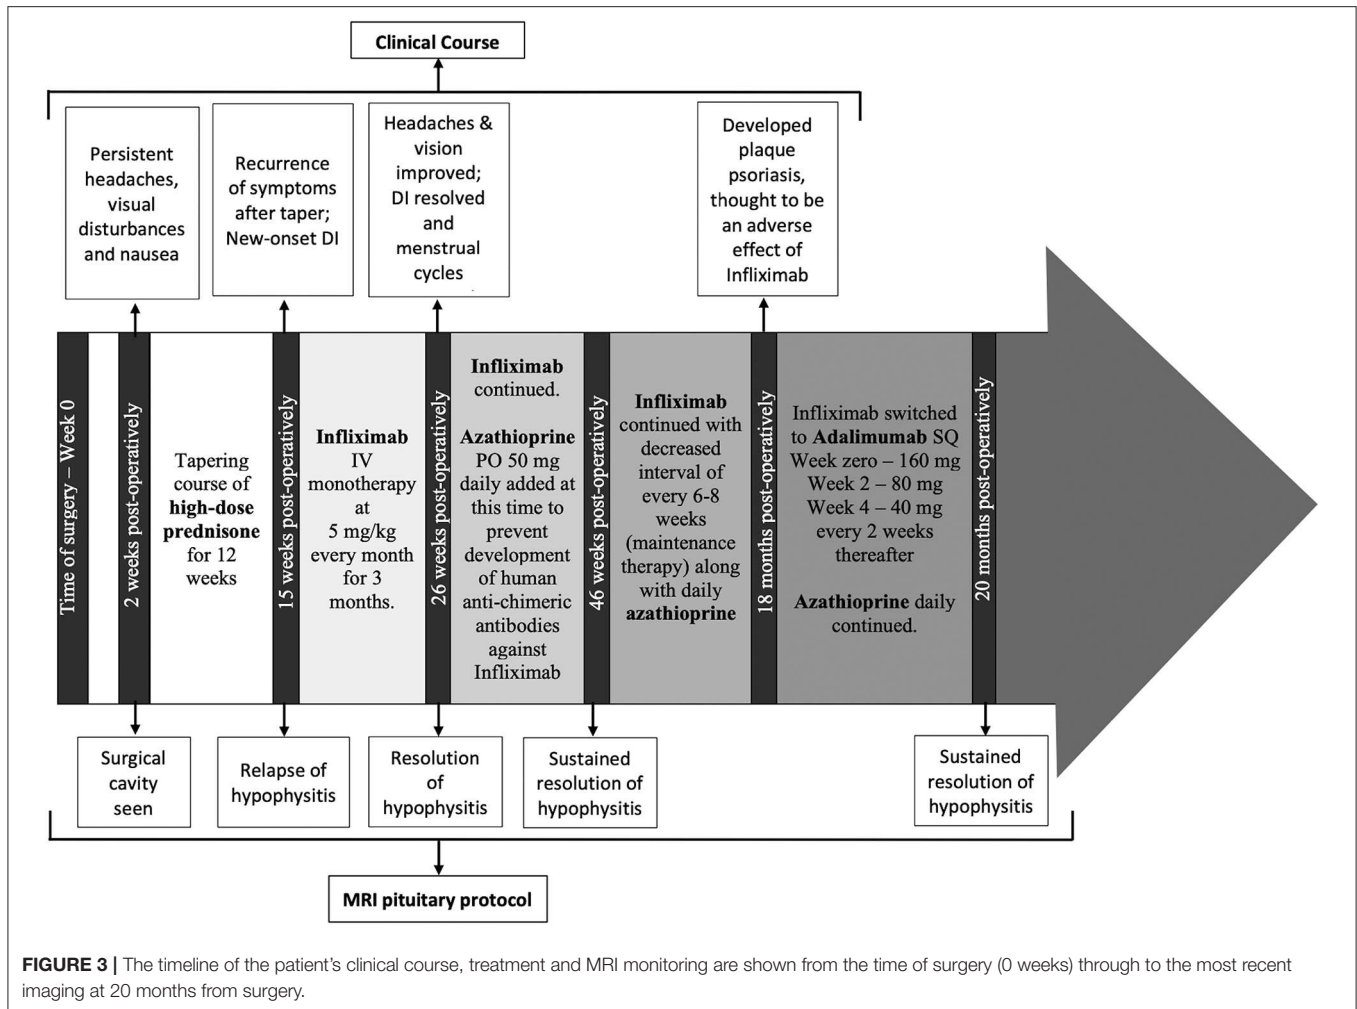 Clinical Course
Persistent
headaches,
visual
disturbances
and nausea
Recurrence
of symptoms
after taper;
New-onset DI
Headaches &
vision
improved;
DI resolved
and
menstrual
cycles
Developed
plaque
psoriasis,
thought to be
an adverse
effect of
Infliximab
Time of surgery – Week 0
2 weeks post-operatively
Tapering
course of
high-dose
prednisone
for 12
weeks
15 weeks post-operatively
Infliximab
IV
monotherapy
at
5 mg/kg
every month
for 3
months.
26 weeks post-operatively
Infliximab
continued.
Azathioprine
PO 50 mg
daily added at
this time to
prevent
development
of human
anti-chimeric
antibodies
against
Infliximab
46 weeks post-operatively
Infliximab
continued with
decreased
interval of
every 6-8
weeks
(maintenance
therapy) along
with daily
azathioprine
18 months post-operatively
Infliximab switched
to Adalimumab SQ
Week zero – 160 mg
Week 2 – 80 mg
Week 4 – 40 mg
every 2 weeks
thereafter
Azathioprine daily
continued.
20 months post-operatively
Surgical
cavity
seen
Relapse of
hypophysitis
Resolution
of
hypophysitis
Sustained
resolution of
hypophysitis
Sustained
resolution of
hypophysitis
MRI pituitary protocol
FIGURE 3 | The timeline of the patient's clinical course, treatment and MRI monitoring are shown from the time of surgery (0 weeks) through to the most recent
imaging at 20 months from surgery.